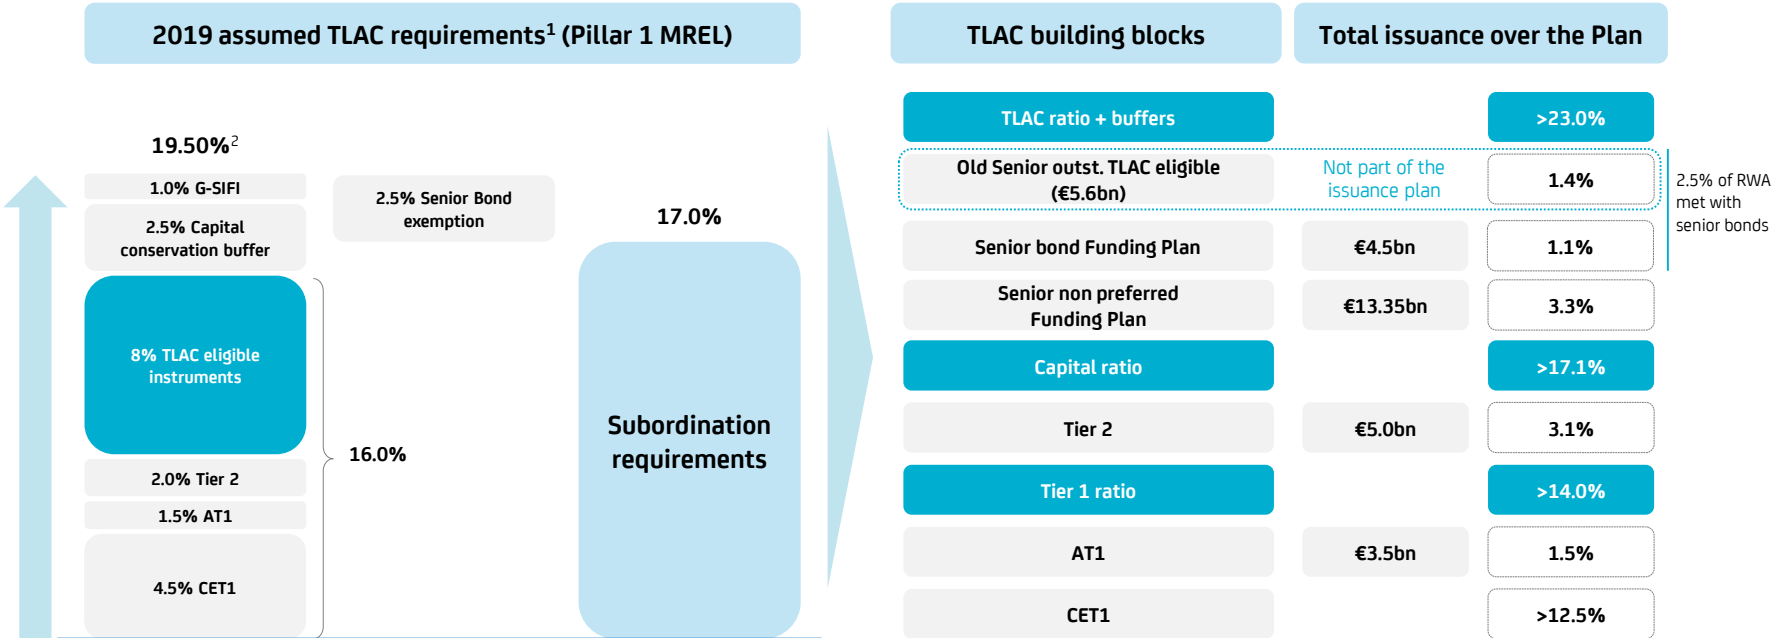 2019 assumed TLAC requirements1 (Pillar 1 MREL)
TLAC building blocks
Total issuance over the Plan
19.50%2
1.0% G-SIFI
2.5% Capital
conservation buffer
8% TLAC eligible
instruments
2.0% Tier 2
1.5% AT1
4.5% CET1
16.0%
2.5% Senior Bond
exemption
17.0%
Subordination
requirements
TLAC ratio + buffers
>23.0%
Old Senior outst. TLAC eligible
(€5.6bn)
Not part of the
issuance plan
1.4%
2.5% of RWA
met with
senior bonds
Senior bond Funding Plan
€4.5bn
1.1%
Senior non preferred
Funding Plan
€13.35bn
3.3%
Capital ratio
>17.1%
Tier 2
€5.0bn
3.1%
Tier 1 ratio
>14.0%
AT1
€3.5bn
1.5%
CET1
>12.5%